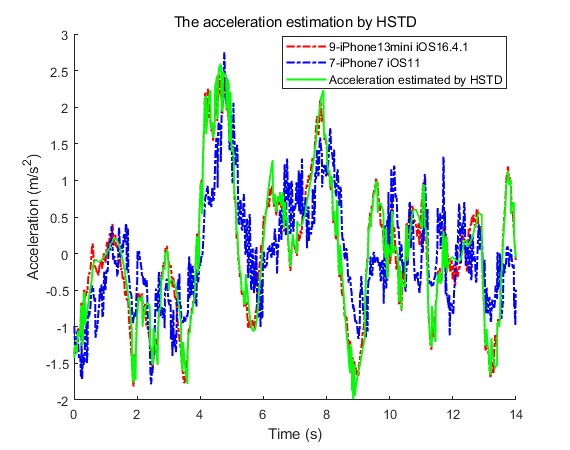 The acceleration estimation by HSTD
3
2.5
2
1.5
1
0.5
0
-0.5
-1
-1.5
-2
Acceleration (m/s²)
9-iPhone13mini iOS16.4.1
7-iPhone7 iOS11
Acceleration estimated by HSTD
0 2 4 6 8 10 12 14
Time (s)